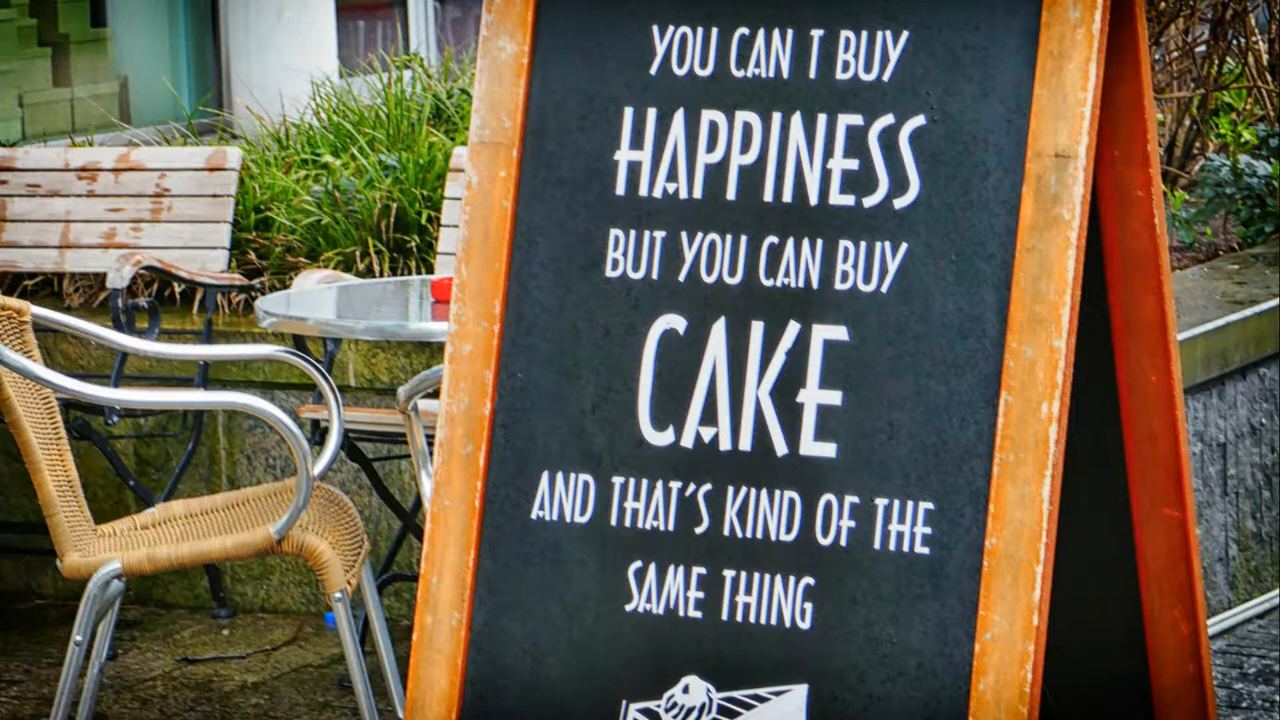 YOU CAN T BUY
HAPPINESS
BUT YOU CAN BUY
CAKE
AND THAT'S KIND OF THE
SAME THING